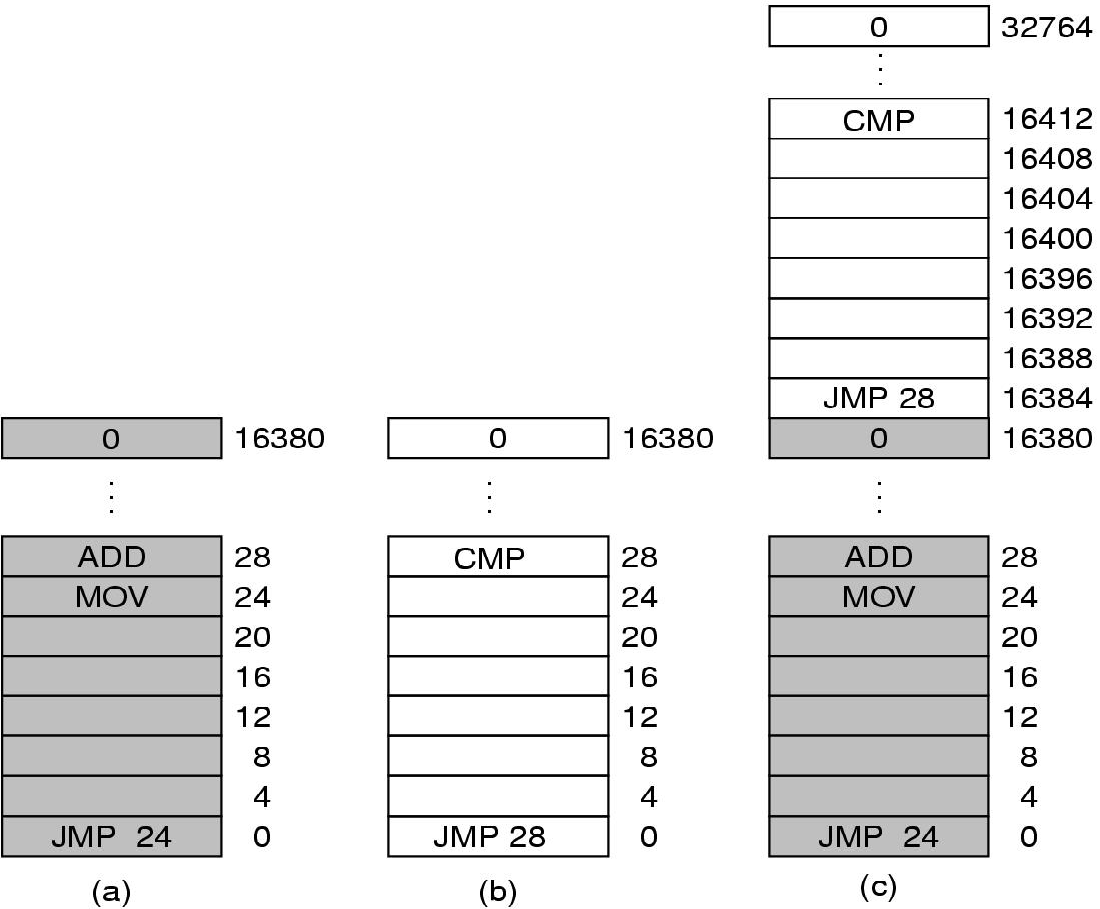 0 32764
CMP 16412
16408
16404
16400
16396
16392
16388
JMP 28 16384
0 16380 0 16380 0 16380
ADD 28 CMP 28 ADD 28
MOV 24 24 MOV 24
20 20 20
16 16 16
12 12 12
8 8 8
4 4 4
JMP 24 0 JMP 28 0 JMP 24 0
(a) (b) (c)